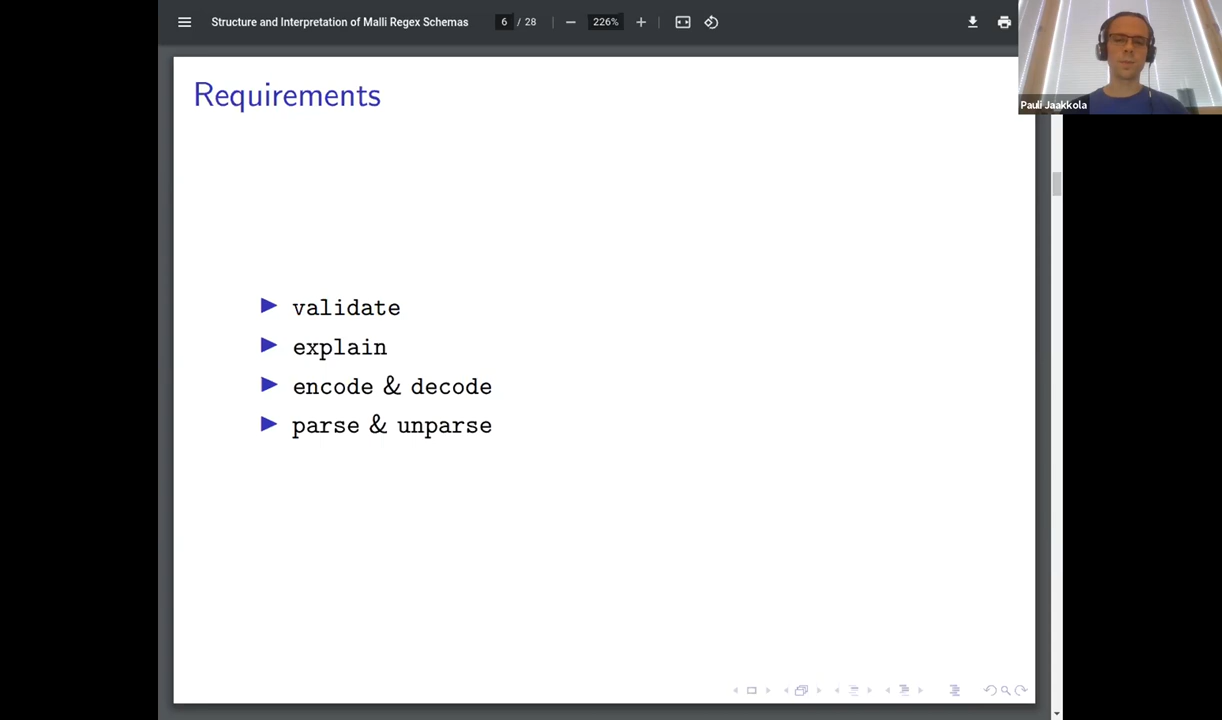 Structure and Interpretation of Malli Regex Schemas 6 / 28 226%
Pauli Jaakkola
Requirements
validate
explain
encode & decode
parse & unparse